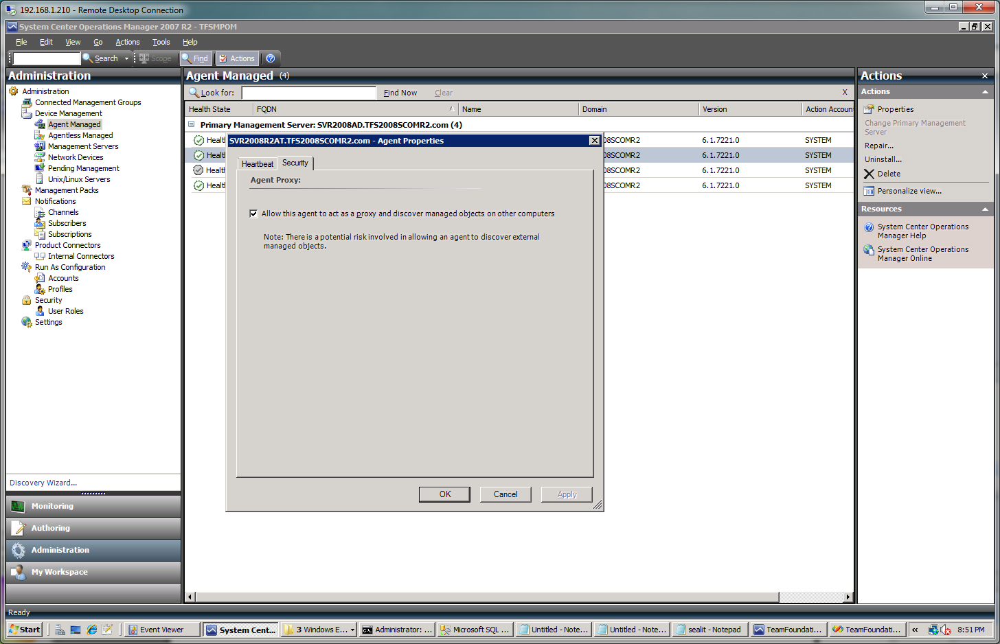 192.168.1.210 - Remote Desktop Connection
System Center Operations Manager 2007 R2 - TFSMPOM
File Edit View Go Actions Tools Help
Search Scope Find Actions
Administration
Administration
Connected Management Groups
Device Management
Agent Managed
Agentless Managed
Management Servers
Network Devices
Pending Management
Unix/Linux Servers
Management Packs
Notifications
Channels
Subscribers
Subscriptions
Product Connectors
Internal Connectors
Run As Configuration
Accounts
Profiles
Security
User Roles
Settings
Discovery Wizard...
Monitoring
Authoring
Administration
My Workspace
Agent Managed (4)
Look for: Find Now Clear X
Health State FQDN Name Domain Version Action Account
Primary Management Server: SVR2008AD.TFS2008SCOMR2.com (4)
Healt 08SCOMR2 6.1.7221.0 SYSTEM
Healt 08SCOMR2 6.1.7221.0 SYSTEM
Healt 08SCOMR2 6.1.7221.0 SYSTEM
Healt 08SCOMR2 6.1.7221.0 SYSTEM
SVR2008R2AT.TFS2008SCOMR2.com - Agent Properties
Heartbeat Security
Agent Proxy:
Allow this agent to act as a proxy and discover managed objects on other computers
Note: There is a potential risk involved in allowing an agent to discover external
managed objects.
OK Cancel Apply
Actions
Actions
Properties
Change Primary Management
Server
Repair...
Uninstall...
Delete
Personalize view...
Resources
System Center Operations
Manager Help
System Center Operations
Manager Online
Ready
Start Event Viewer System Cent... 3 Windows E... Administrator: ... Microsoft SQL ... Untitled - Note... Untitled - Note... sealit - Notepad TeamFoundati... TeamFoundati... « 8:51 PM